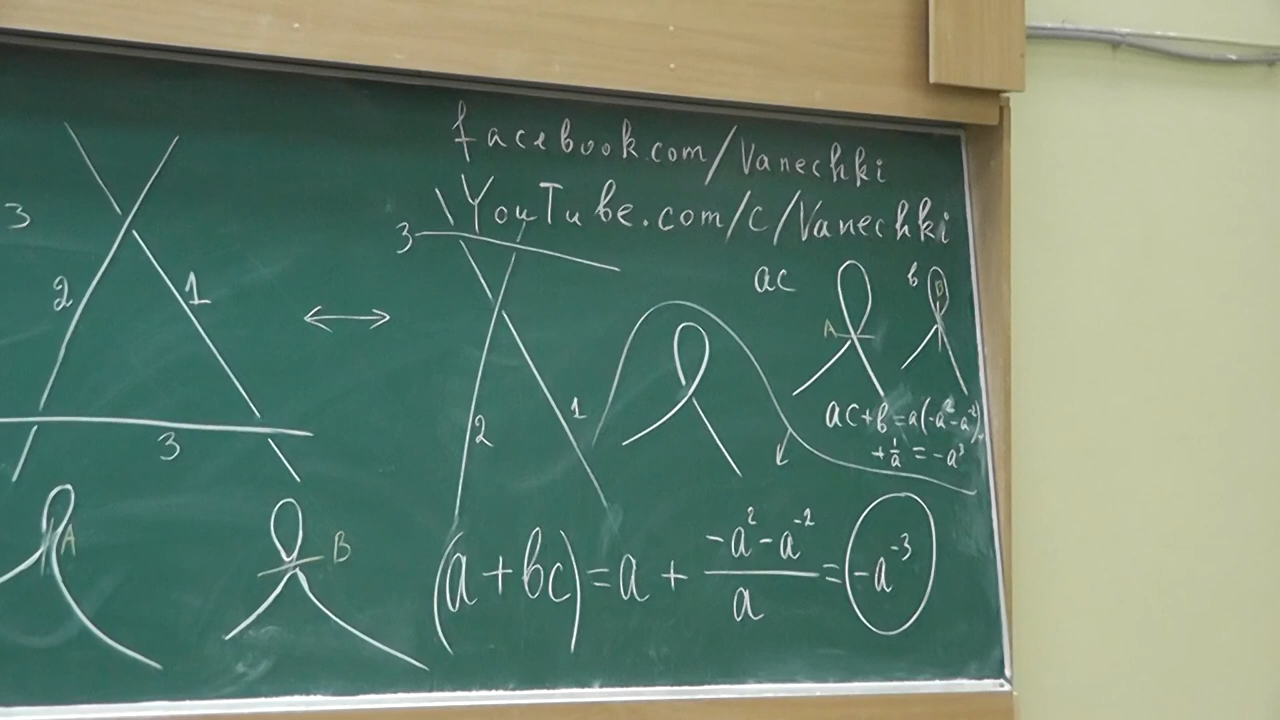 facebook.com/Vanechki
YouTube.com/c/Vanechki
3
3
2
1
3
2
1
ac
A
в
B
ac+в=a(-a²-a⁻²)+
+1/a = -a³
A
B
(a+вc)=a+(-a²-a⁻²)/a=-a⁻³